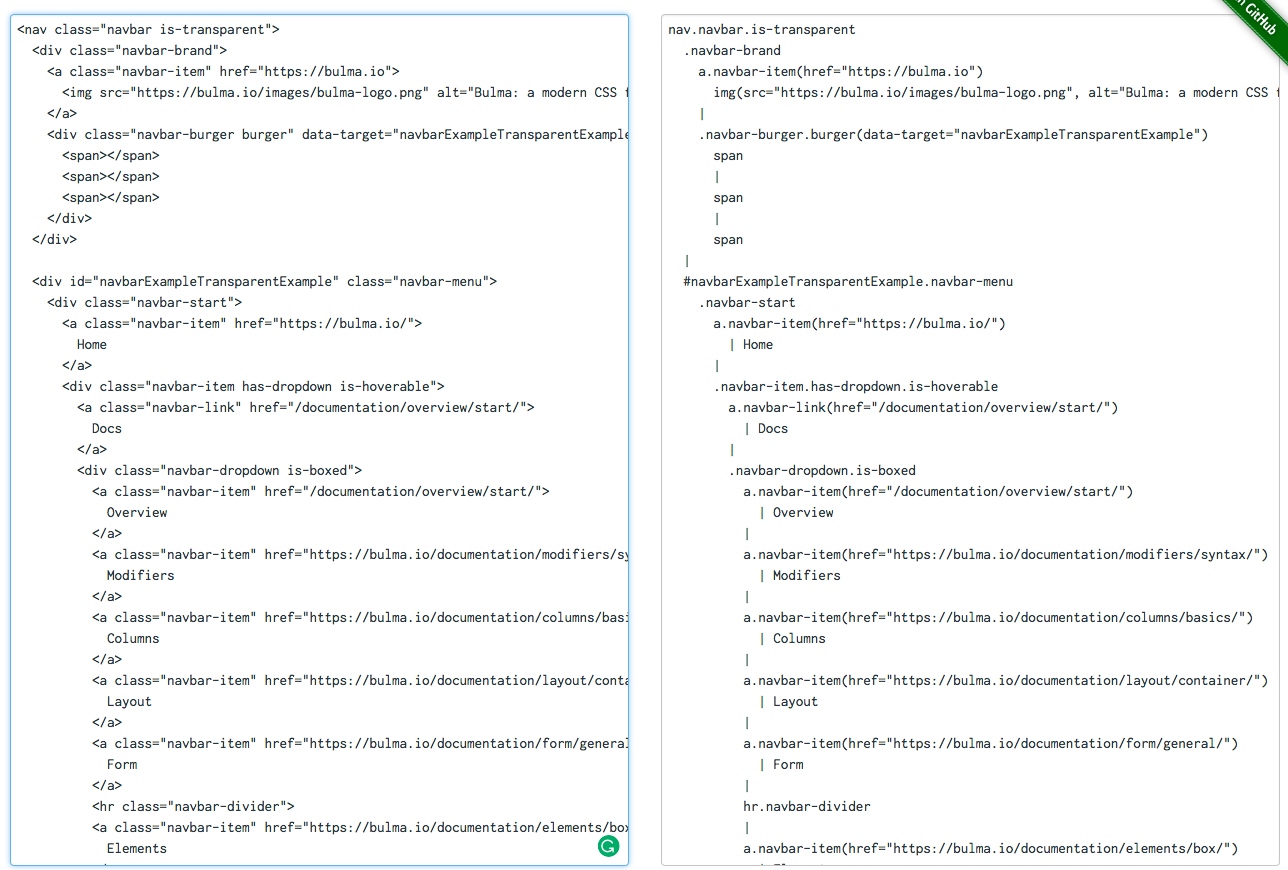 <nav class="navbar is-transparent">
<div class="navbar-brand">
<a class="navbar-item" href="https://bulma.io">
<img src="https://bulma.io/images/bulma-logo.png" alt="Bulma: a modern CSS
</a>
<div class="navbar-burger burger" data-target="navbarExampleTransparentExample
<span></span>
<span></span>
<span></span>
</div>
</div>
<div id="navbarExampleTransparentExample" class="navbar-menu">
<div class="navbar-start">
<a class="navbar-item" href="https://bulma.io/">
Home
</a>
<div class="navbar-item has-dropdown is-hoverable">
<a class="navbar-link" href="/documentation/overview/start/">
Docs
</a>
<div class="navbar-dropdown is-boxed">
<a class="navbar-item" href="/documentation/overview/start/">
Overview
</a>
<a class="navbar-item" href="https://bulma.io/documentation/modifiers/sy
Modifiers
</a>
<a class="navbar-item" href="https://bulma.io/documentation/columns/basi
Columns
</a>
<a class="navbar-item" href="https://bulma.io/documentation/layout/conta
Layout
</a>
<a class="navbar-item" href="https://bulma.io/documentation/form/general
Form
</a>
<hr class="navbar-divider">
<a class="navbar-item" href="https://bulma.io/documentation/elements/box
Elements
nav.navbar.is-transparent
.navbar-brand
a.navbar-item(href="https://bulma.io")
img(src="https://bulma.io/images/bulma-logo.png", alt="Bulma: a modern CSS
|
.navbar-burger.burger(data-target="navbarExampleTransparentExample")
span
|
span
|
span
|
#navbarExampleTransparentExample.navbar-menu
.navbar-start
a.navbar-item(href="https://bulma.io/")
| Home
|
.navbar-item.has-dropdown.is-hoverable
a.navbar-link(href="/documentation/overview/start/")
| Docs
|
.navbar-dropdown.is-boxed
a.navbar-item(href="/documentation/overview/start/")
| Overview
|
a.navbar-item(href="https://bulma.io/documentation/modifiers/syntax/")
| Modifiers
|
a.navbar-item(href="https://bulma.io/documentation/columns/basics/")
| Columns
|
a.navbar-item(href="https://bulma.io/documentation/layout/container/")
| Layout
|
a.navbar-item(href="https://bulma.io/documentation/form/general/")
| Form
|
hr.navbar-divider
|
a.navbar-item(href="https://bulma.io/documentation/elements/box/")
GitHub